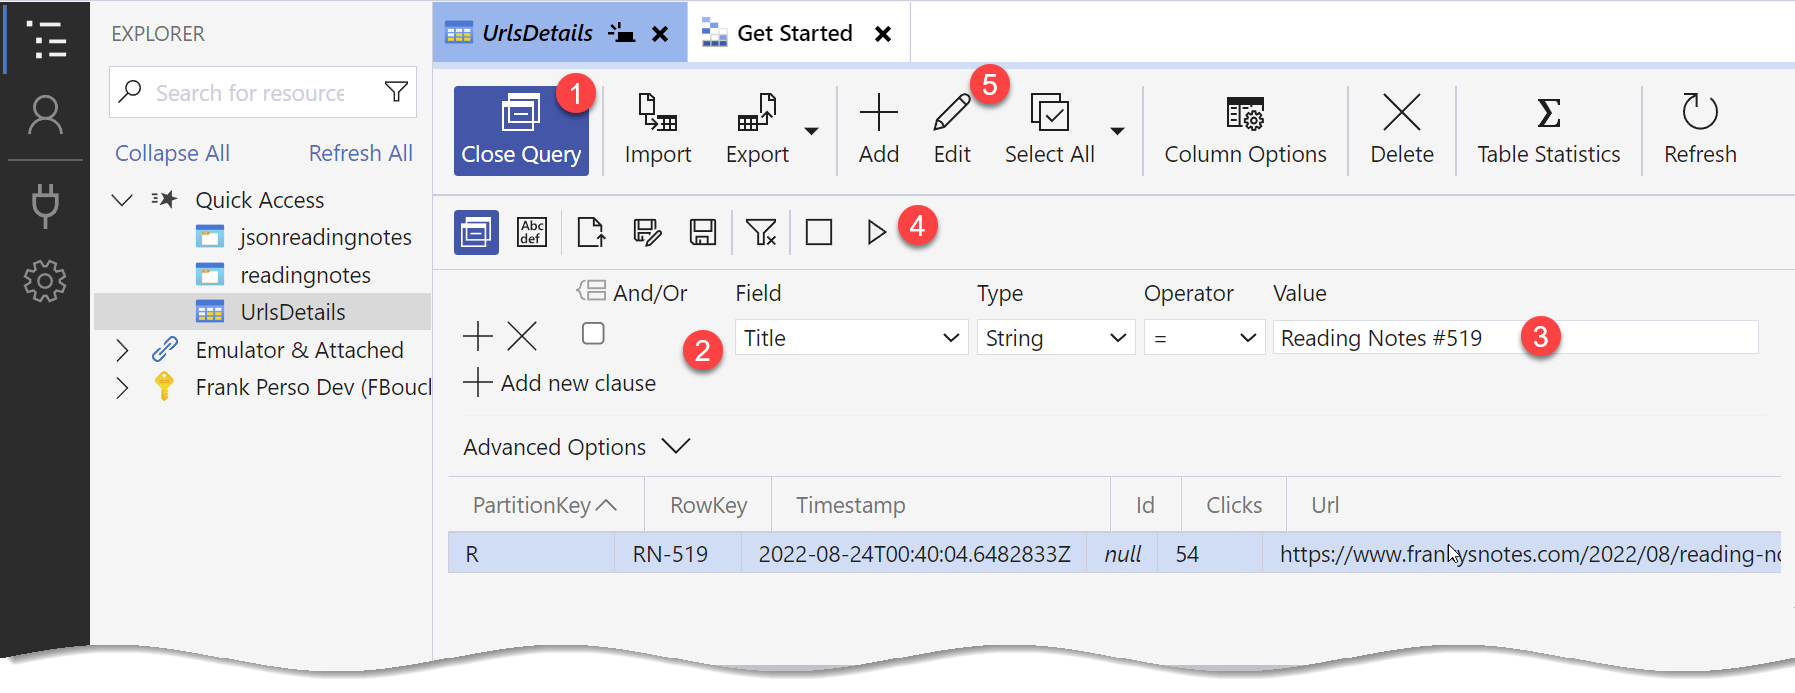 EXPLORER
Search for resource
Collapse All Refresh All
Quick Access
jsonreadingnotes
readingnotes
UrlsDetails
Emulator & Attached
Frank Perso Dev (FBoucl
UrlsDetails Get Started
1 5
Close Query Import Export Add Edit Select All Column Options Delete Table Statistics Refresh
Abc
def
4
And/Or Field Type Operator Value
2 Title String = Reading Notes #519 3
Add new clause
Advanced Options
PartitionKey RowKey Timestamp Id Clicks Url
R RN-519 2022-08-24T00:40:04.6482833Z null 54 https://www.frankysnotes.com/2022/08/reading-no